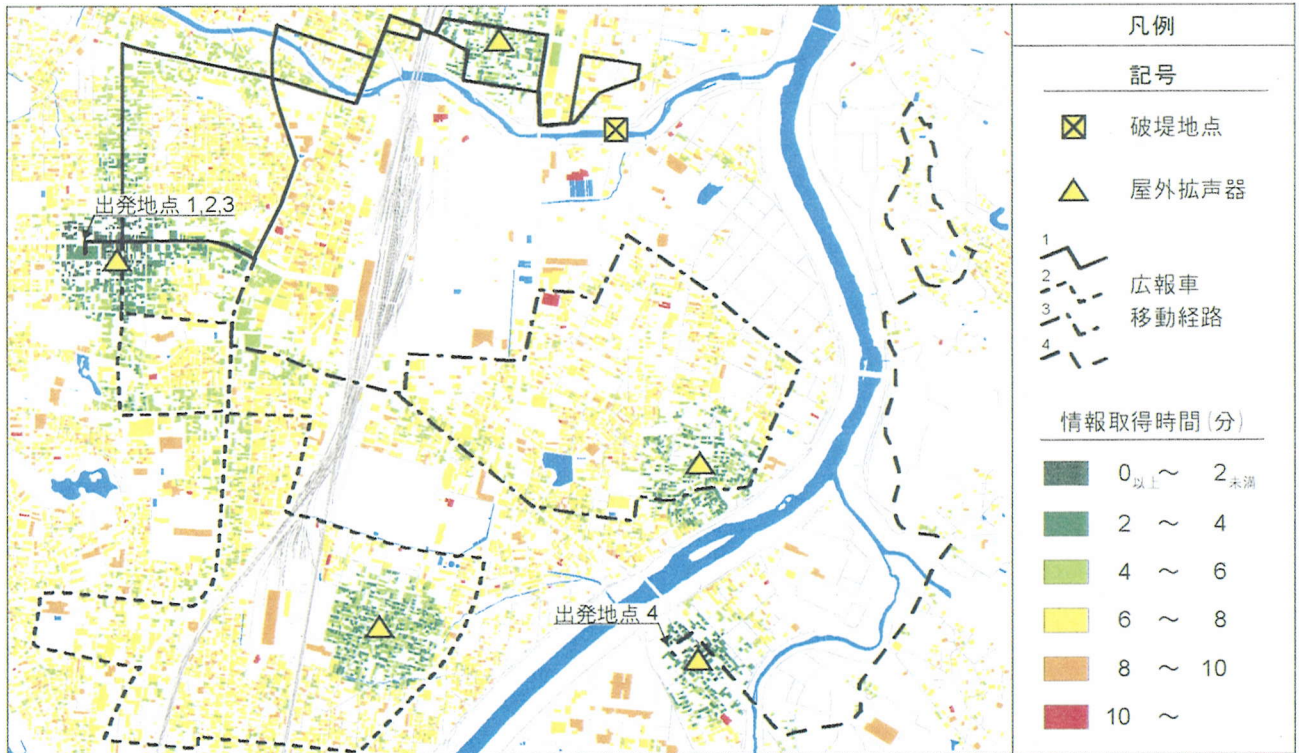 出発地点 1,2,3
出発地点 4
凡例
記号
破堤地点
屋外拡声器
1
2
3
4
広報車
移動経路
情報取得時間(分)
0以上 ~ 2未満
2 ~ 4
4 ~ 6
6 ~ 8
8 ~ 10
10 ~